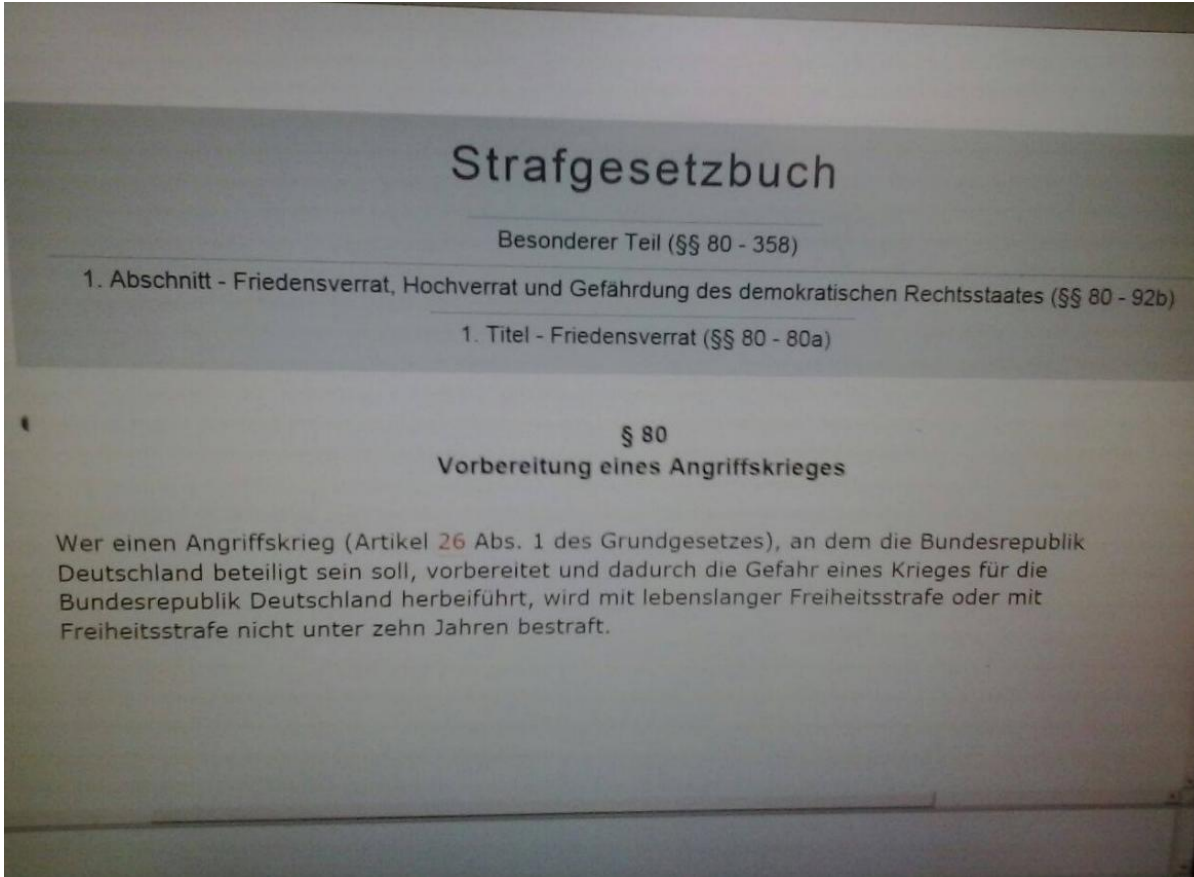 Strafgesetzbuch
Besonderer Teil (§§ 80 - 358)
1. Abschnitt - Friedensverrat, Hochverrat und Gefährdung des demokratischen Rechtsstaates (§§ 80 - 92b)
1. Titel - Friedensverrat (§§ 80 - 80a)
§ 80
Vorbereitung eines Angriffskrieges
Wer einen Angriffskrieg (Artikel 26 Abs. 1 des Grundgesetzes), an dem die Bundesrepublik
Deutschland beteiligt sein soll, vorbereitet und dadurch die Gefahr eines Krieges für die
Bundesrepublik Deutschland herbeiführt, wird mit lebenslanger Freiheitsstrafe oder mit
Freiheitsstrafe nicht unter zehn Jahren bestraft.